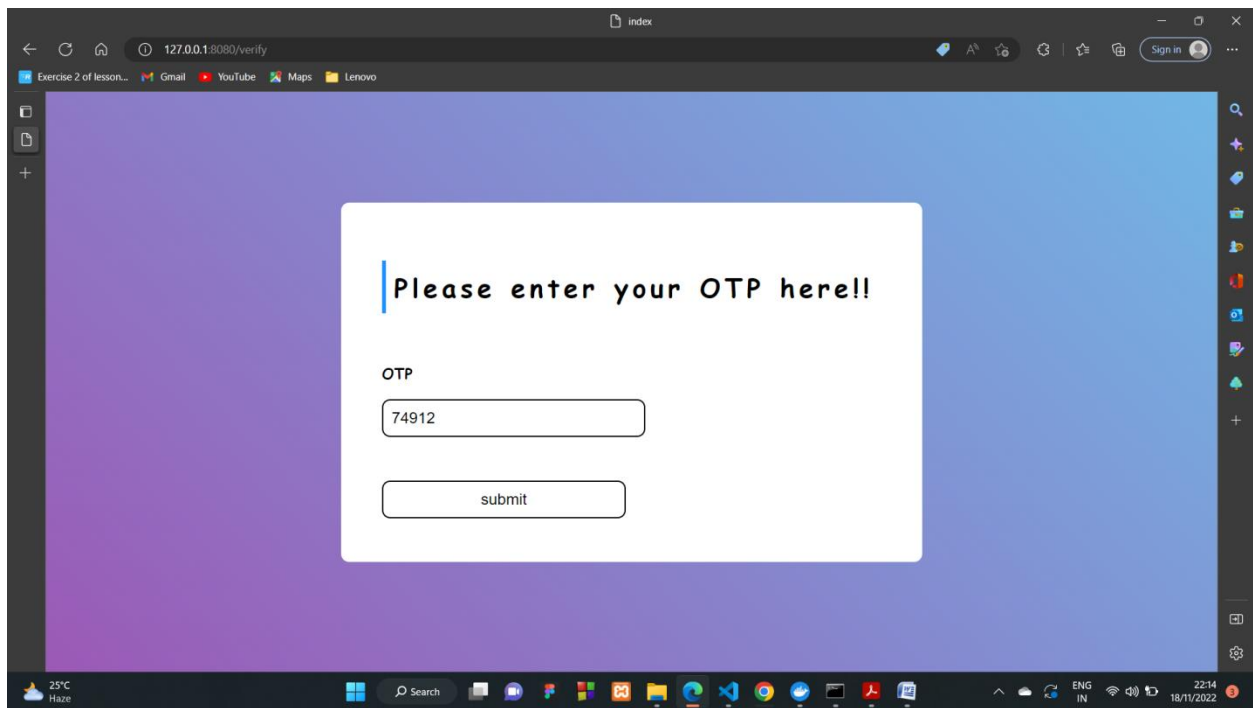 index
127.0.0.1:8080/verify
Sign in
Exercise 2 of lesson... Gmail YouTube Maps Lenovo
Please enter your OTP here!!
OTP
74912
submit
25°C
Haze
Search
ENG
IN
22:14
18/11/2022
3